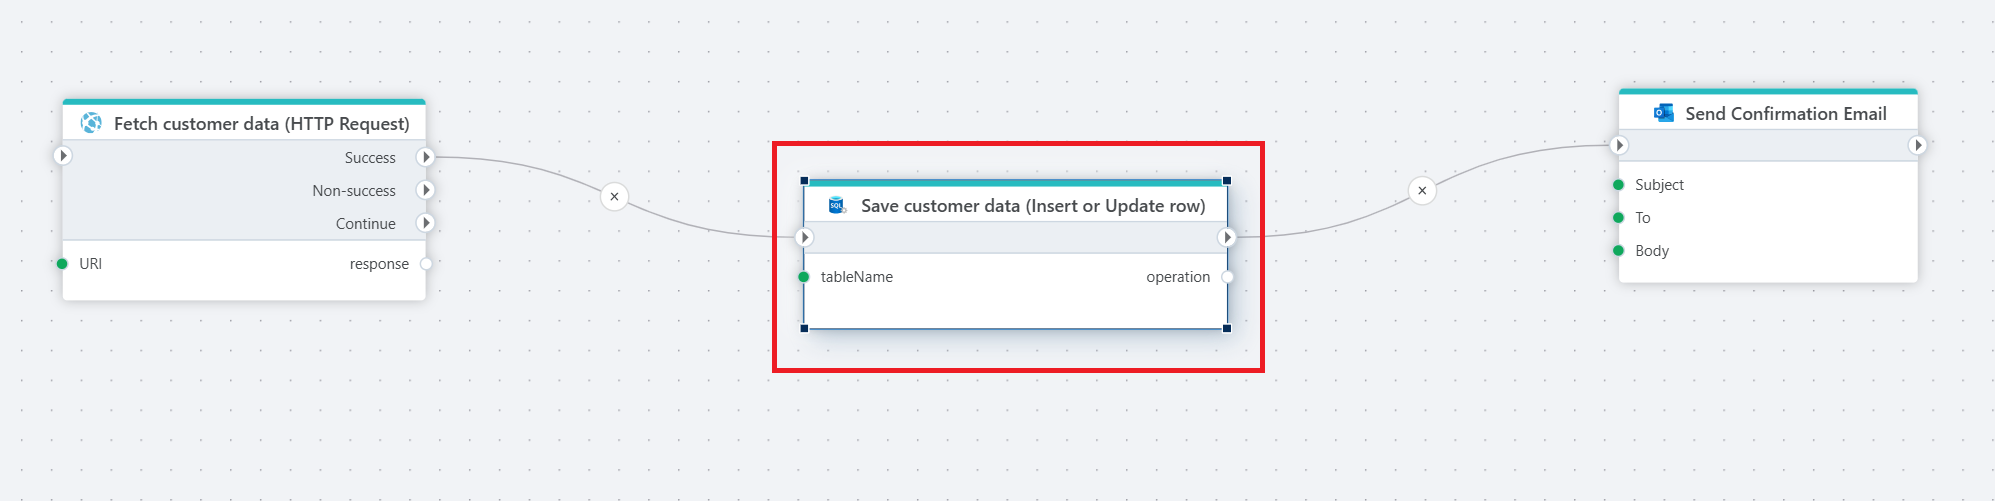 Fetch customer data (HTTP Request)
Success
Non-success
Continue
URI
response
SQL
Save customer data (Insert or Update row)
tableName
operation
Send Confirmation Email
Subject
To
Body